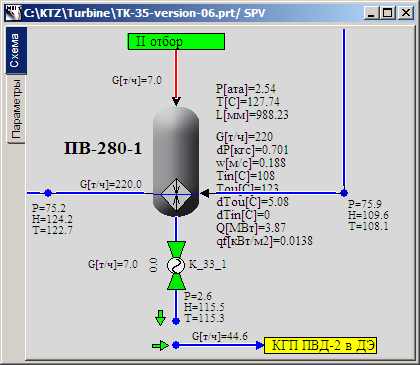 C:\KTZ\Turbine\TK-35-version-06.prt/ SPV
Схема
Параметры
II отбор
G[т/ч]=7.0
ПВ-280-1
P[ата]=2.54
T[C]=127.74
L[мм]=988.23
G[т/ч]=220
dP[кгс]=0.701
w[м/с]=0.188
Tin[C]=108
Tou[C]=123
dTou[C]=5.08
dTin[C]=0
Q[МВт]=3.87
qf[кВт/м2]=0.0138
G[т/ч]=220.0
P=75.2
H=124.2
T=122.7
P=75.9
H=109.6
T=108.1
G[т/ч]=7.0
0.0
K_33_1
P=2.6
H=115.5
T=115.3
G[т/ч]=44.6
КГП ПВД-2 в ДЭ